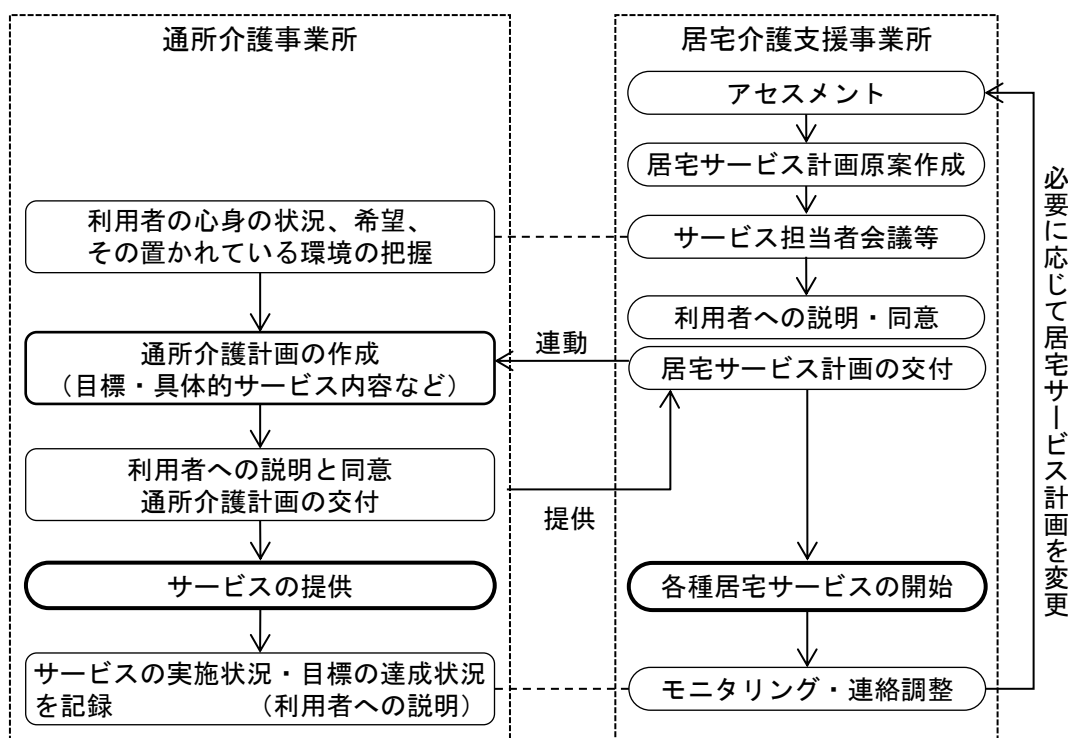 通所介護事業所
利用者の心身の状況、希望、
その置かれている環境の把握
通所介護計画の作成
（目標・具体的サービス内容など）
利用者への説明と同意
通所介護計画の交付
サービスの提供
サービスの実施状況・目標の達成状況
を記録　　　　　（利用者への説明）
連動
提供
居宅介護支援事業所
アセスメント
居宅サービス計画原案作成
サービス担当者会議等
利用者への説明・同意
居宅サービス計画の交付
各種居宅サービスの開始
モニタリング・連絡調整
必要に応じて居宅サービス計画を変更